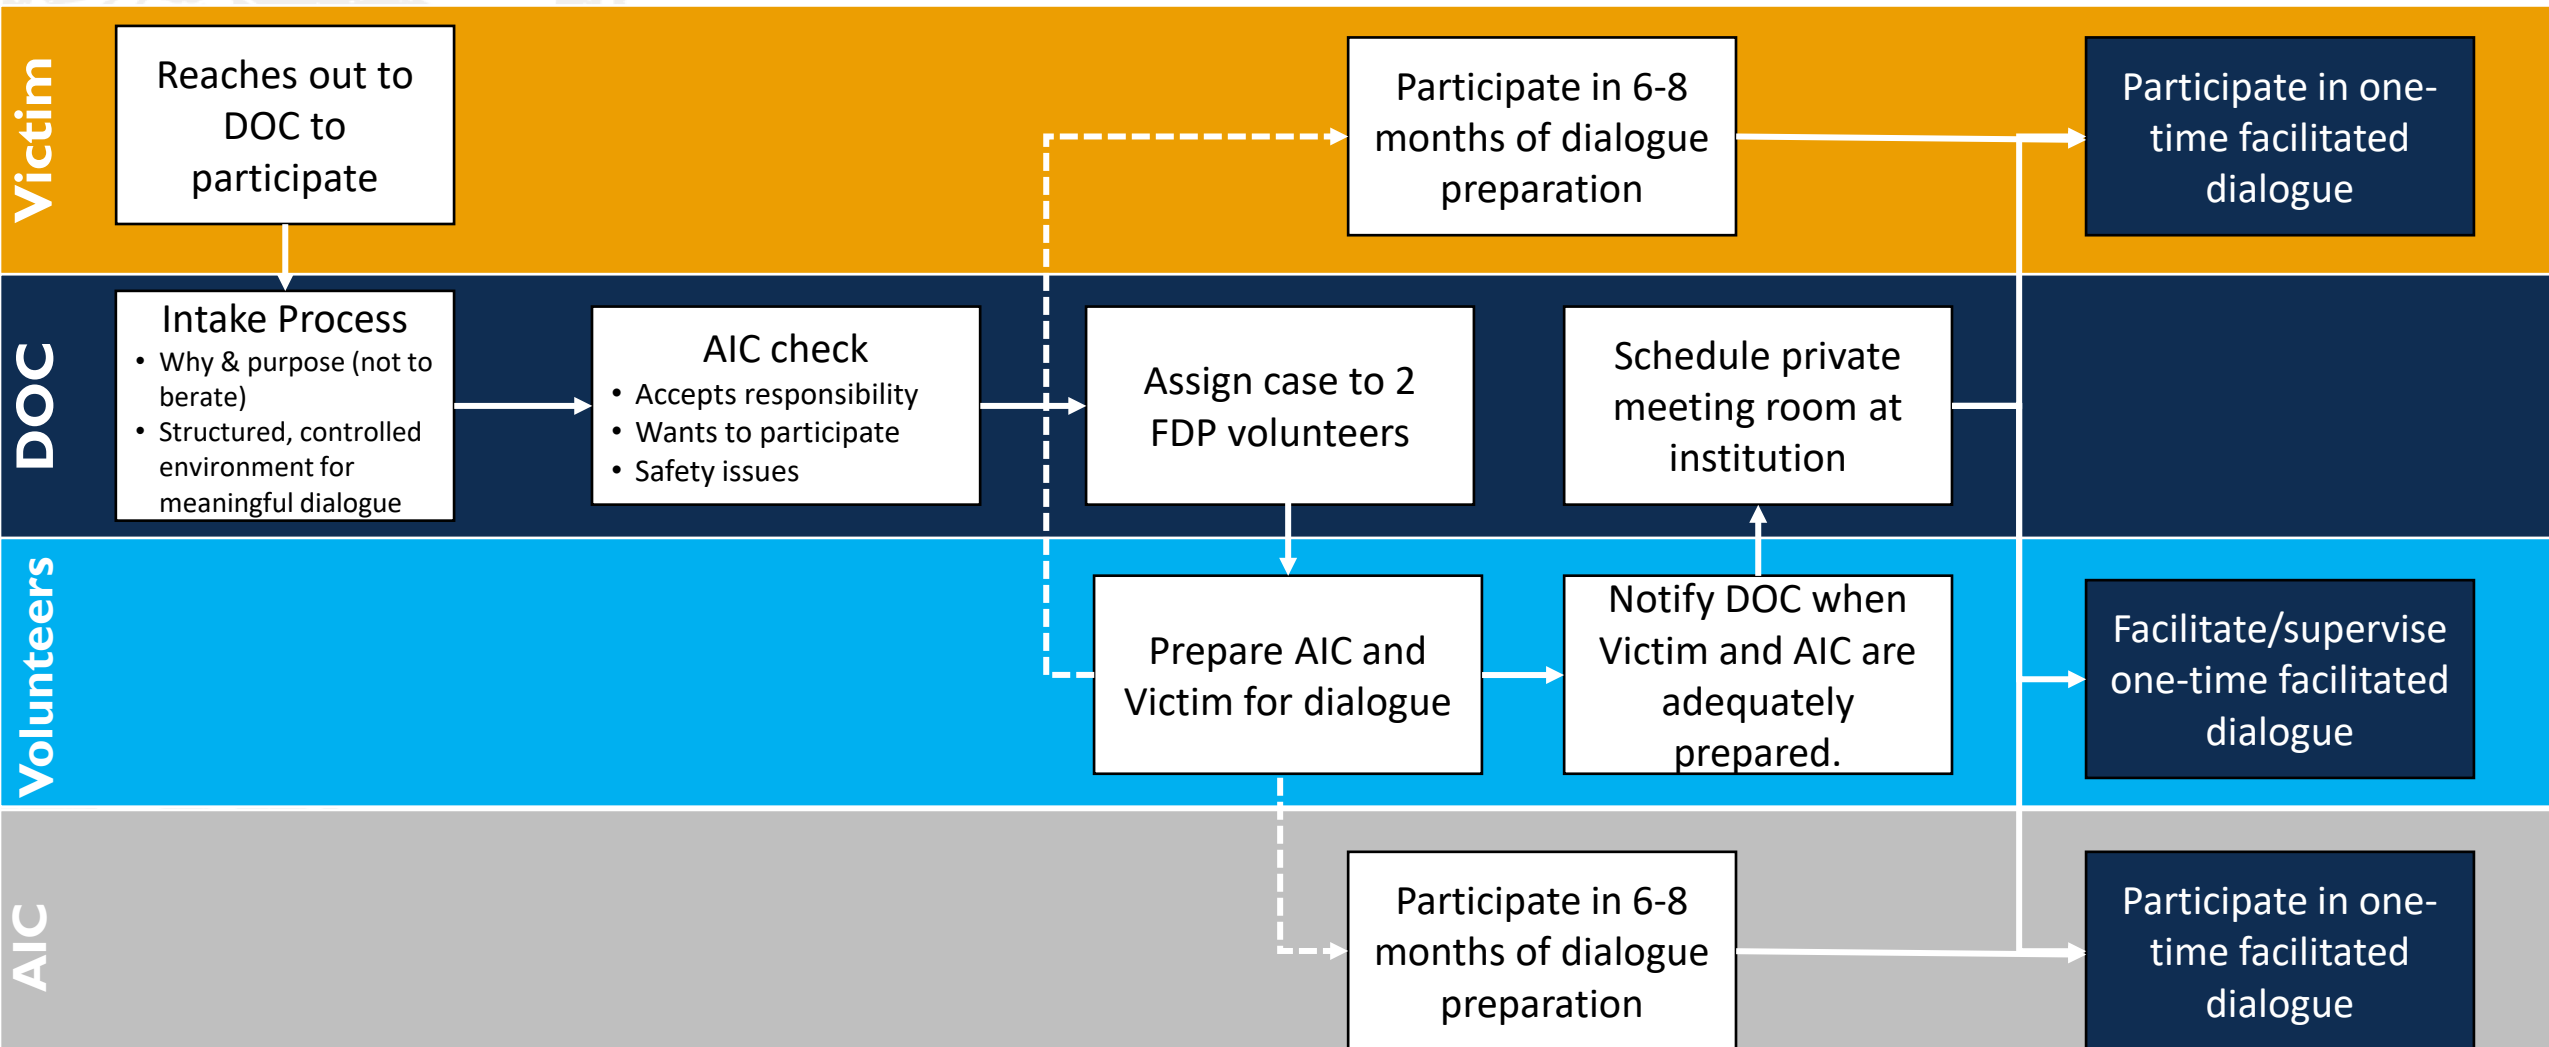 Victim
Reaches out to
DOC to
participate
Participate in 6-8
months of dialogue
preparation
Participate in one-
time facilitated
dialogue
DOC
Intake Process
• Why & purpose (not to
berate)
• Structured, controlled
environment for
meaningful dialogue
AIC check
• Accepts responsibility
• Wants to participate
• Safety issues
Assign case to 2
FDP volunteers
Schedule private
meeting room at
institution
Volunteers
Prepare AIC and
Victim for dialogue
Notify DOC when
Victim and AIC are
adequately
prepared.
Facilitate/supervise
one-time facilitated
dialogue
AIC
Participate in 6-8
months of dialogue
preparation
Participate in one-
time facilitated
dialogue